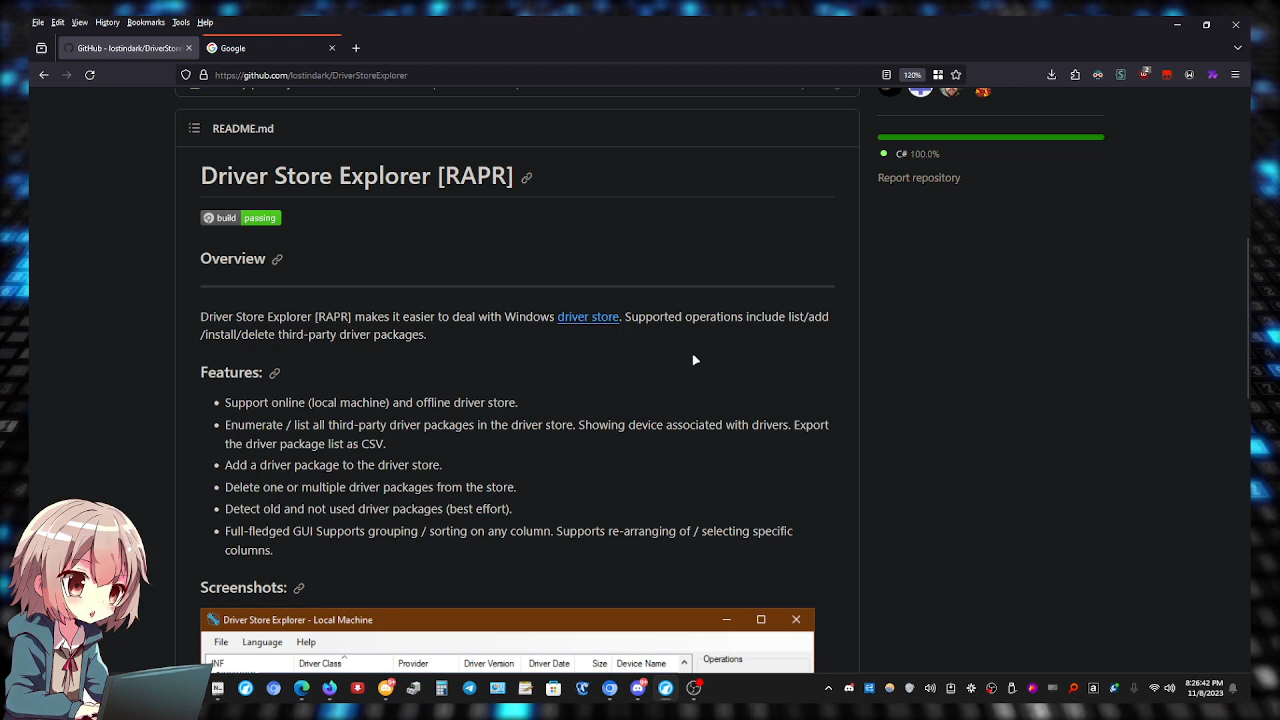 File Edit View History Bookmarks Tools Help
GitHub - lostindark/DriverStore
Google
https://github.com/lostindark/DriverStoreExplorer
120%
2
README.md
C# 100.0%
Driver Store Explorer [RAPR]
Report repository
build passing
Overview
Driver Store Explorer [RAPR] makes it easier to deal with Windows driver store. Supported operations include list/add
/install/delete third-party driver packages.
Features:
Support online (local machine) and offline driver store.
Enumerate / list all third-party driver packages in the driver store. Showing device associated with drivers. Export
the driver package list as CSV.
Add a driver package to the driver store.
Delete one or multiple driver packages from the store.
Detect old and not used driver packages (best effort).
Full-fledged GUI Supports grouping / sorting on any column. Supports re-arranging of / selecting specific
columns.
Screenshots:
Driver Store Explorer - Local Machine
File Language Help
INF Driver Class Provider Driver Version Driver Date Size Device Name Operations
8:26:42 PM
11/8/2023